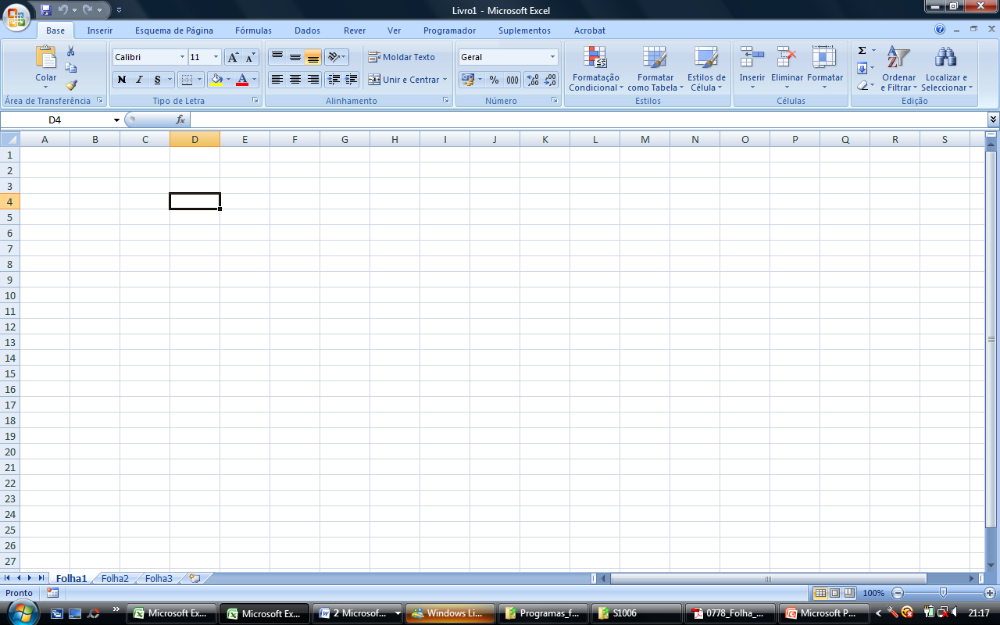 Livro1 - Microsoft Excel
Base Inserir Esquema de Página Fórmulas Dados Rever Ver Programador Suplementos Acrobat
Colar
Área de Transferência
Calibri 11
N I S
Tipo de Letra
Moldar Texto
Unir e Centrar
Alinhamento
Geral
% 000
Número
Formatação Condicional
Formatar como Tabela
Estilos de Célula
Estilos
Inserir Eliminar Formatar
Células
Σ
Ordenar e Filtrar
Localizar e Seleccionar
Edição
D4 fx
A B C D E F G H I J K L M N O P Q R S
1
2
3
4
5
6
7
8
9
10
11
12
13
14
15
16
17
18
19
20
21
22
23
24
25
26
27
Folha1 Folha2 Folha3
Pronto 100%
Microsoft Ex... Microsoft Ex... 2 Microsof... Windows Li... Programas_f... S1006 0778_Folha_... Microsoft P... 21:17